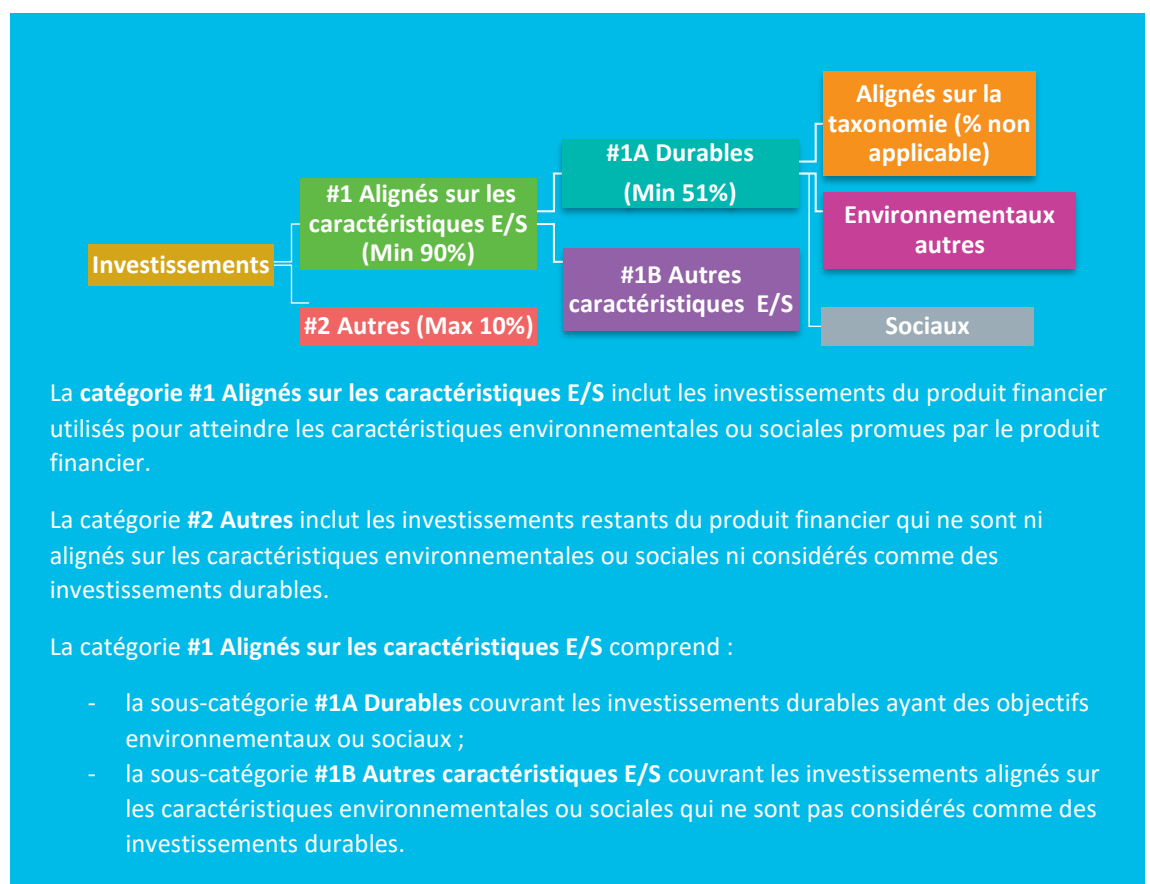 Alignés sur la
taxonomie (% non
applicable)
#1A Durables
(Min 51%)
#1 Alignés sur les
caractéristiques E/S
(Min 90%)
Environnementaux
autres
Investissements
#1B Autres
caractéristiques E/S
#2 Autres (Max 10%)
Sociaux
La catégorie #1 Alignés sur les caractéristiques E/S inclut les investissements du produit financier
utilisés pour atteindre les caractéristiques environnementales ou sociales promues par le produit
financier.
La catégorie #2 Autres inclut les investissements restants du produit financier qui ne sont ni
alignés sur les caractéristiques environnementales ou sociales ni considérés comme des
investissements durables.
La catégorie #1 Alignés sur les caractéristiques E/S comprend :
- la sous-catégorie #1A Durables couvrant les investissements durables ayant des objectifs
environnementaux ou sociaux ;
- la sous-catégorie #1B Autres caractéristiques E/S couvrant les investissements alignés sur
les caractéristiques environnementales ou sociales qui ne sont pas considérés comme des
investissements durables.